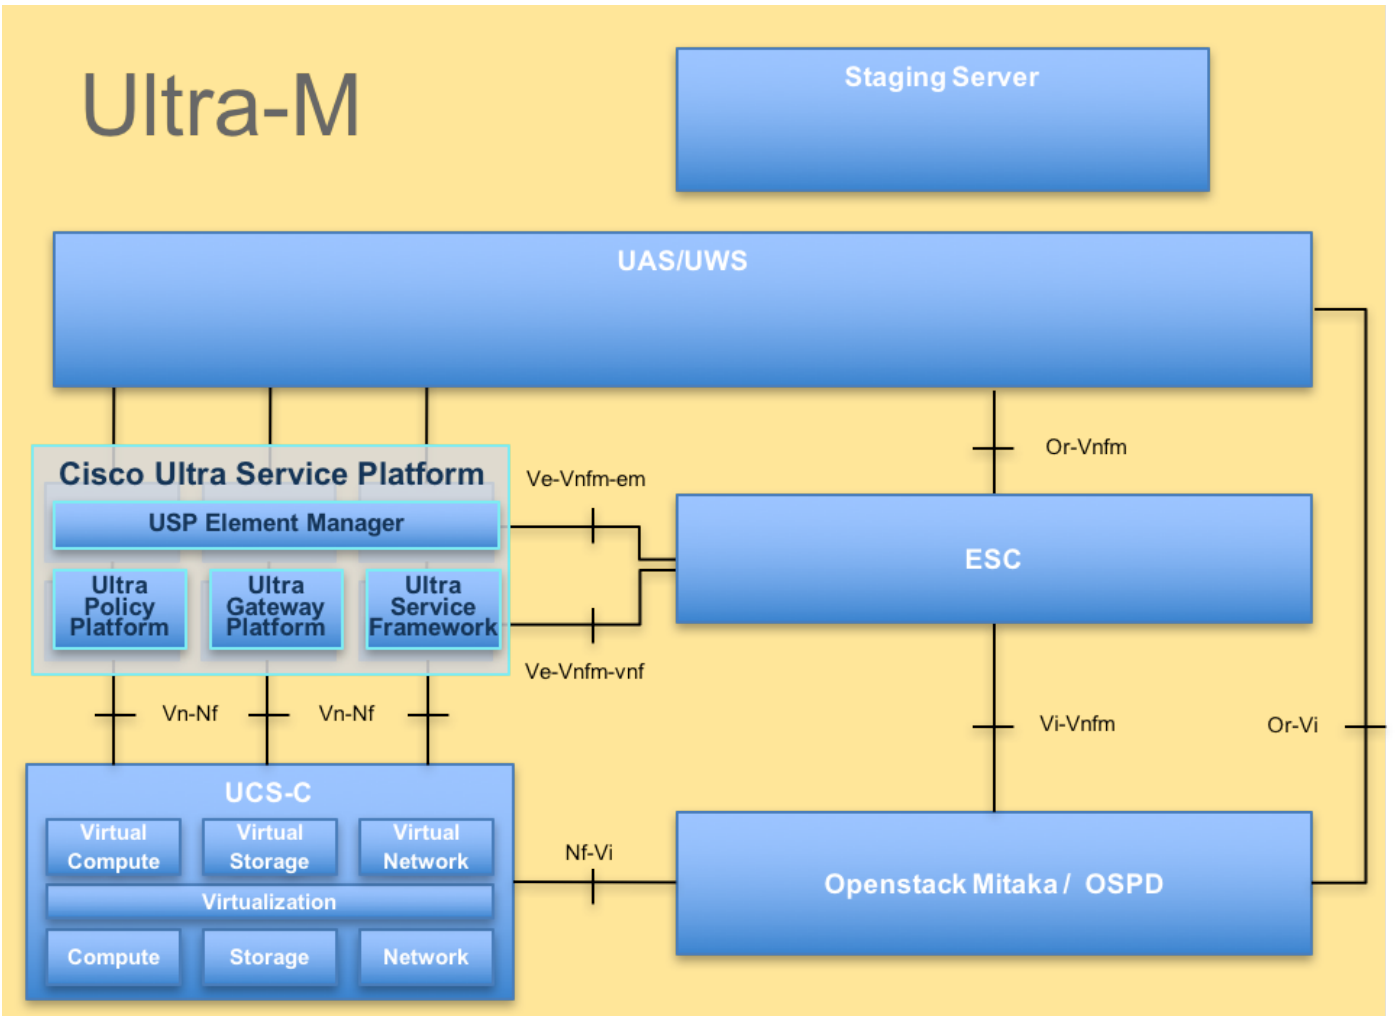 Ultra-M
Staging Server
UAS/UWS
Or-Vnfm
Cisco Ultra Service Platform
Ve-Vnfm-em
USP Element Manager
ESC
Ultra
Policy
Platform
Ultra
Gateway
Platform
Ultra
Service
Framework
Ve-Vnfm-vnf
Vn-Nf
Vn-Nf
Vi-Vnfm
Or-Vi
UCS-C
Virtual
Compute
Virtual
Storage
Virtual
Network
Nf-Vi
Openstack Mitaka / OSPD
Virtualization
Compute
Storage
Network